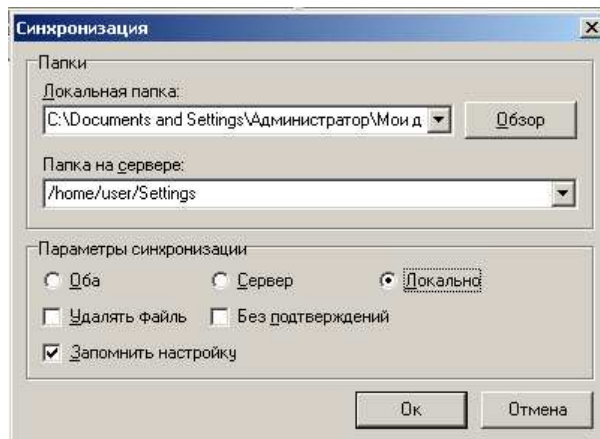 Синхронизация
Папки
Локальная папка:
C:\Documents and Settings\Администратор\Мои д
Обзор
Папка на сервере:
/home/user/Settings
Параметры синхронизации
Оба Сервер Локально
Удалять файль Без подтверждений
Запомнить настройку
Ок Отмена